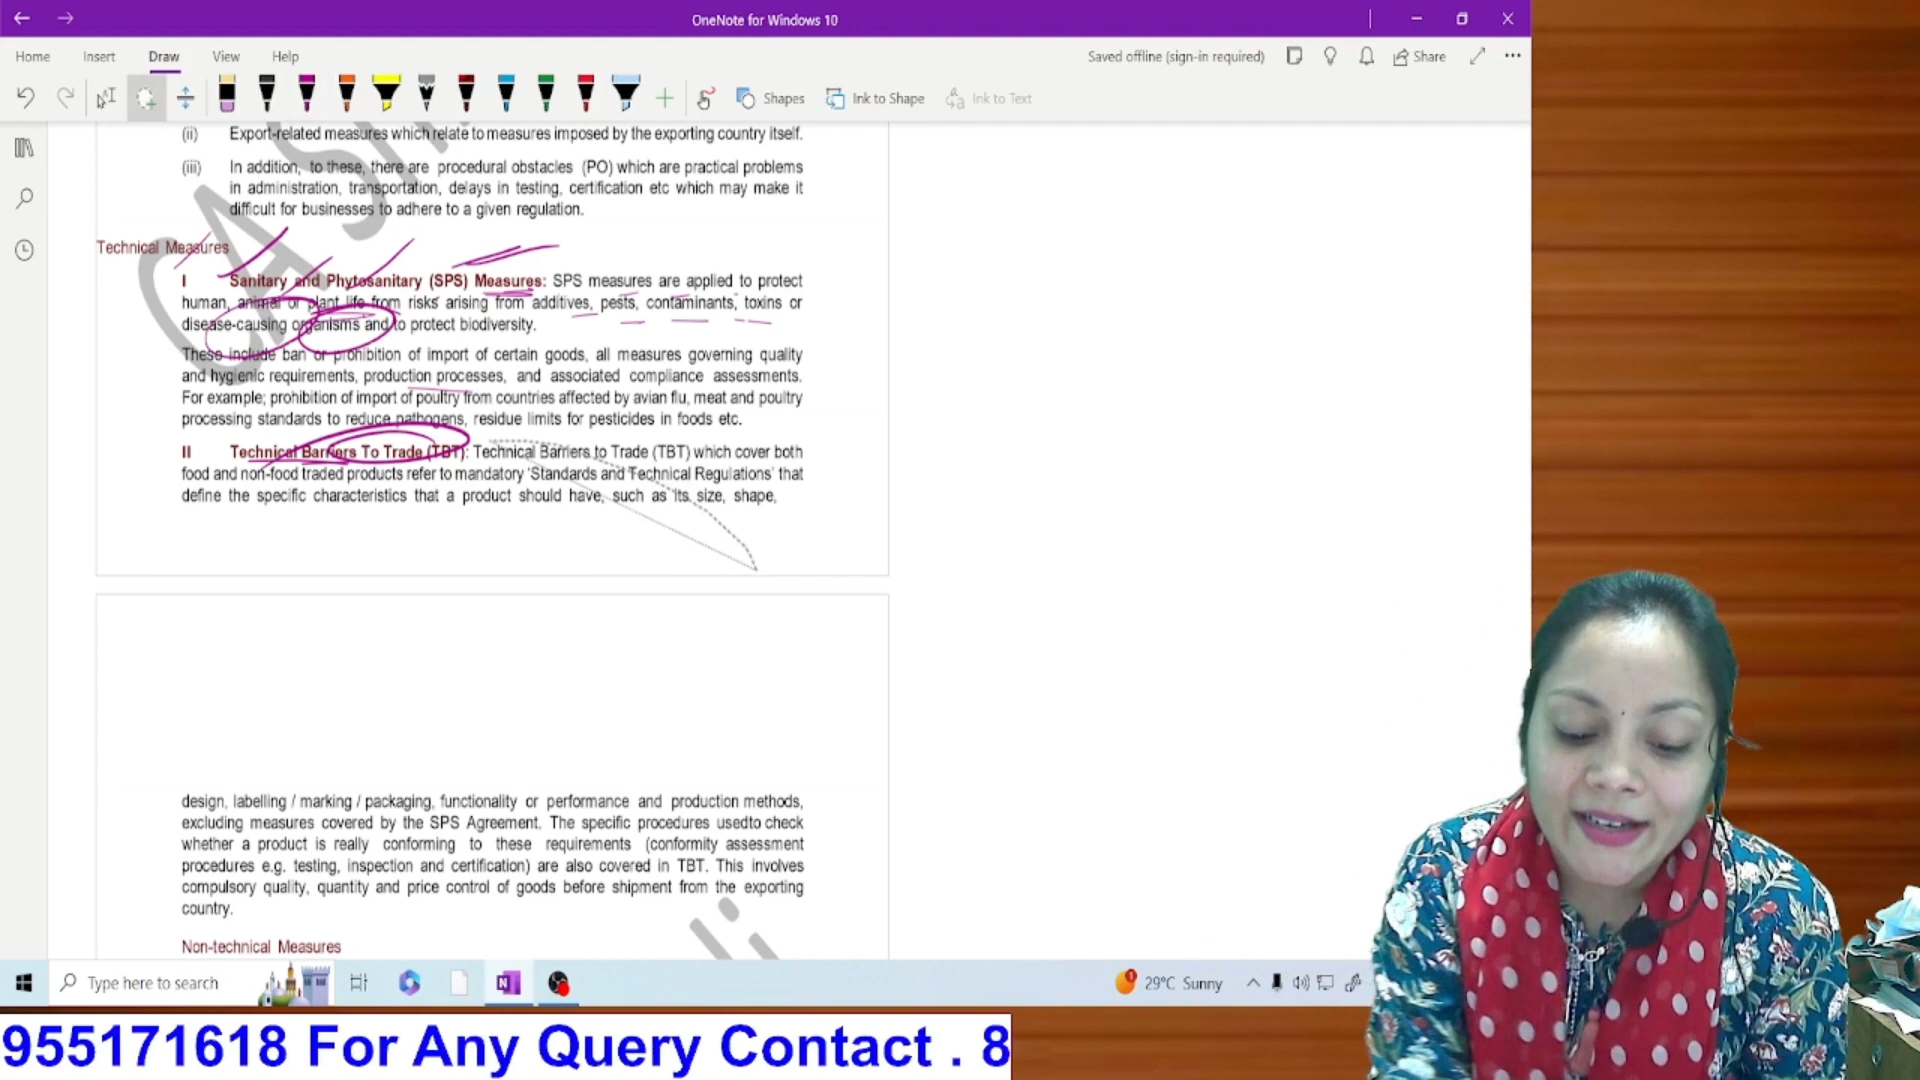 OneNote for Windows 10
Home Insert Draw View Help
Saved offline (sign-in required) Share
Shapes Ink to Shape Ink to Text
(ii) Export-related measures which relate to measures imposed by the exporting country itself.
(iii) In addition, to these, there are procedural obstacles (PO) which are practical problems
in administration, transportation, delays in testing, certification etc which may make it
difficult for businesses to adhere to a given regulation.
Technical Measures
I Sanitary and Phytosanitary (SPS) Measures: SPS measures are applied to protect
human, animal or plant life from risks arising from additives, pests, contaminants, toxins or
disease-causing organisms and to protect biodiversity.
These include ban or prohibition of import of certain goods, all measures governing quality
and hygienic requirements, production processes, and associated compliance assessments.
For example; prohibition of import of poultry from countries affected by avian flu, meat and poultry
processing standards to reduce pathogens, residue limits for pesticides in foods etc.
II Technical Barriers To Trade (TBT): Technical Barriers to Trade (TBT) which cover both
food and non-food traded products refer to mandatory 'Standards and Technical Regulations' that
define the specific characteristics that a product should have, such as its size, shape,
design, labelling / marking / packaging, functionality or performance and production methods,
excluding measures covered by the SPS Agreement. The specific procedures usedto check
whether a product is really conforming to these requirements (conformity assessment
procedures e.g. testing, inspection and certification) are also covered in TBT. This involves
compulsory quality, quantity and price control of goods before shipment from the exporting
country.
Non-technical Measures
Type here to search
29°C Sunny
955171618 For Any Query Contact . 8